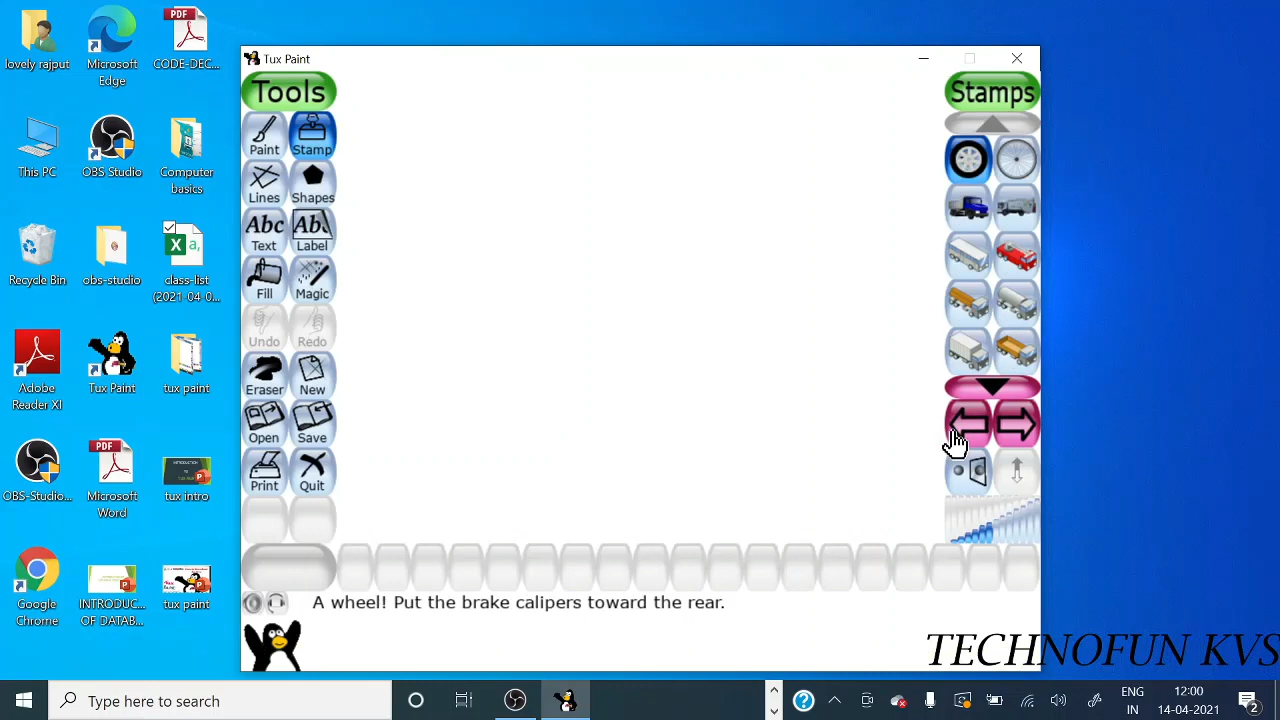 lovely rajput
Microsoft
Edge
PDF
CODE-DEC...
This PC
OBS Studio
Computer
basics
Recycle Bin
obs-studio
X
a,
class-list
(2021-04-0...
Adobe
Reader XI
Tux Paint
tux paint
OBS-Studio...
PDF
Microsoft
Word
tux intro
Google
Chrome
INTRODUC...
OF DATAB...
tux paint
Tux Paint
Tools
Paint
Stamp
Lines
Shapes
Abc
Text
Abc
Label
Fill
Magic
Undo
Redo
Eraser
New
Open
Save
Print
Quit
Stamps
A wheel! Put the brake calipers toward the rear.
TECHNOFUN KVS
Type here to search
ENG
IN
12:00
14-04-2021
2